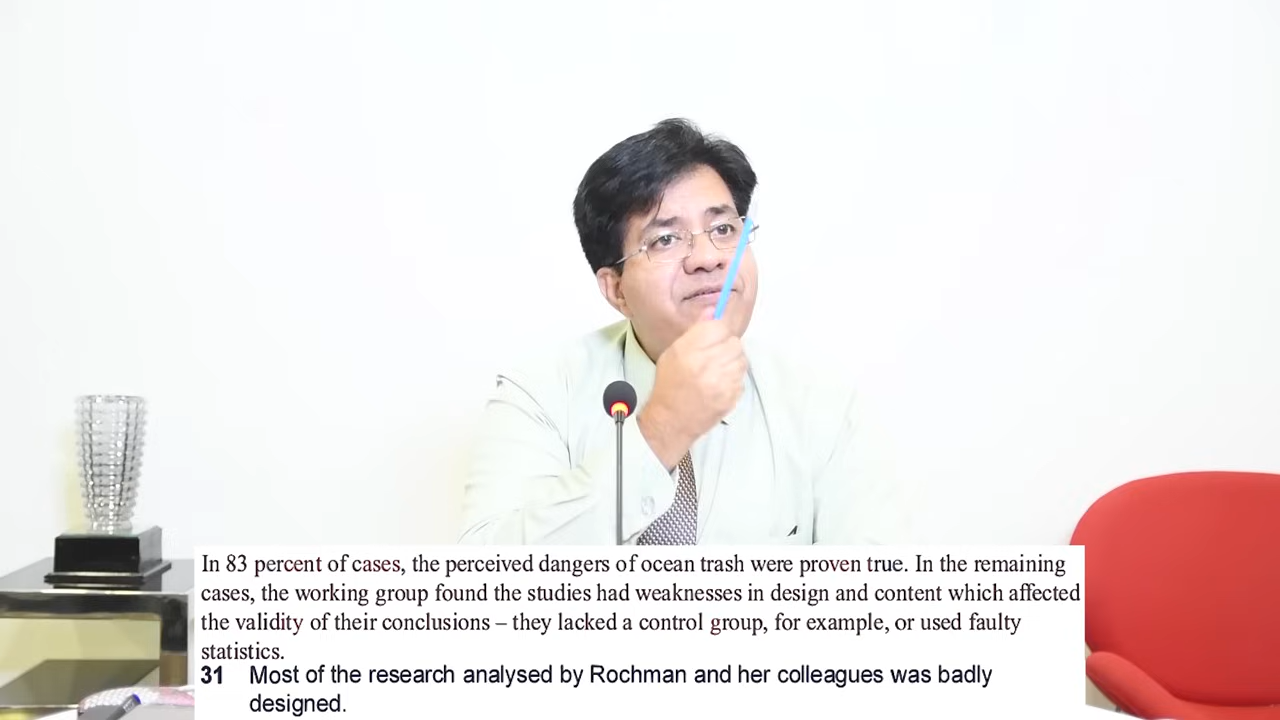 In 83 percent of cases, the perceived dangers of ocean trash were proven true. In the remaining
cases, the working group found the studies had weaknesses in design and content which affected
the validity of their conclusions – they lacked a control group, for example, or used faulty
statistics.
31 Most of the research analysed by Rochman and her colleagues was badly
designed.